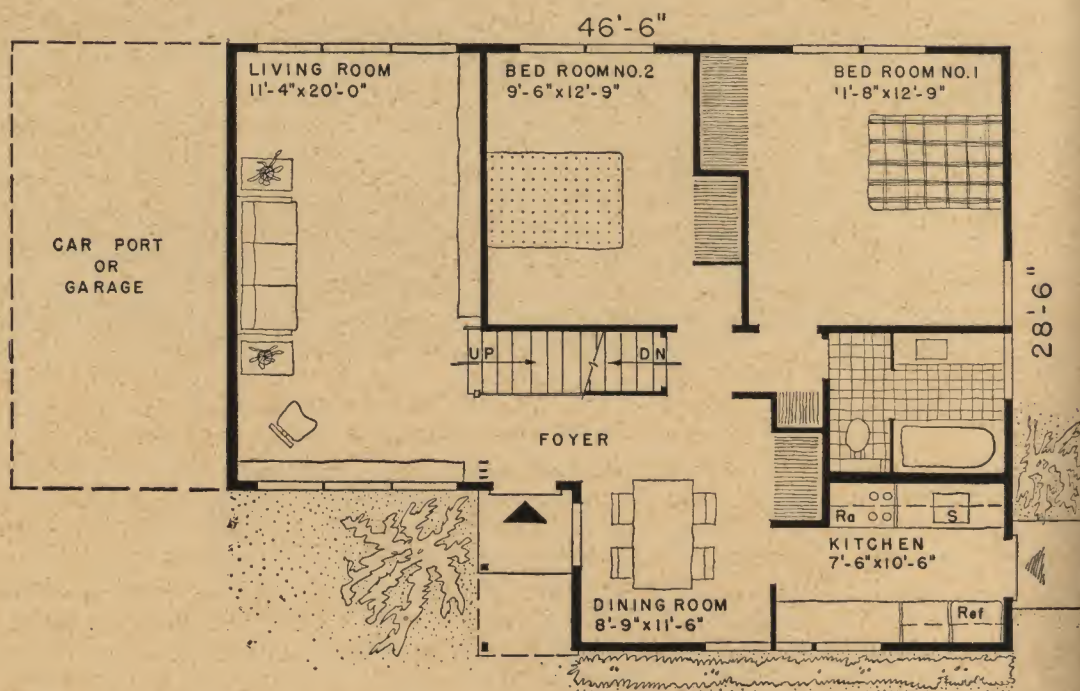 46'-6"
LIVING ROOM
11'-4"x20'-0"
BED ROOM NO.2
9'-6"x12'-9"
BED ROOM NO.1
11'-8"x12'-9"
CAR PORT
OR
GARAGE
28'-6"
UP
DN
FOYER
Ra
S
KITCHEN
7'-6"x10'-6"
DINING ROOM
8'-9"x11'-6"
Ref